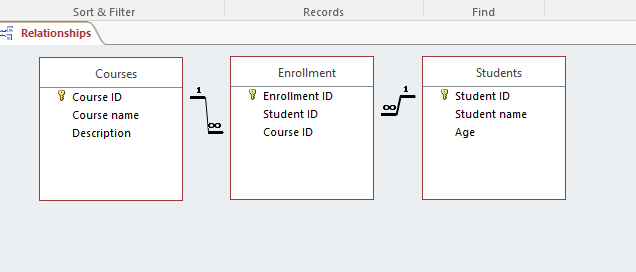 Sort & Filter
Records
Find
Relationships
Courses
Course ID
Course name
Description
1
∞
Enrollment
Enrollment ID
Student ID
Course ID
∞
1
Students
Student ID
Student name
Age